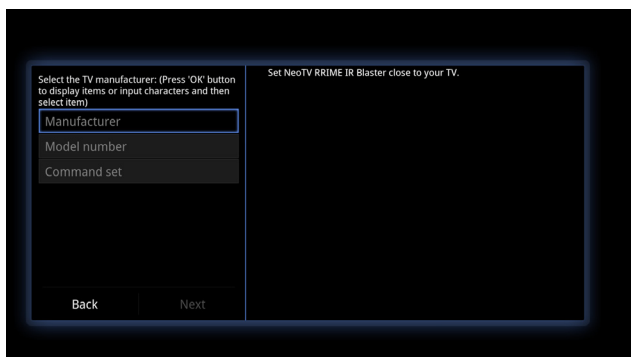 Select the TV manufacturer: (Press 'OK' button
to display items or input characters and then
select item)
Manufacturer
Model number
Command set
Back
Next
Set NeoTV RRIME IR Blaster close to your TV.